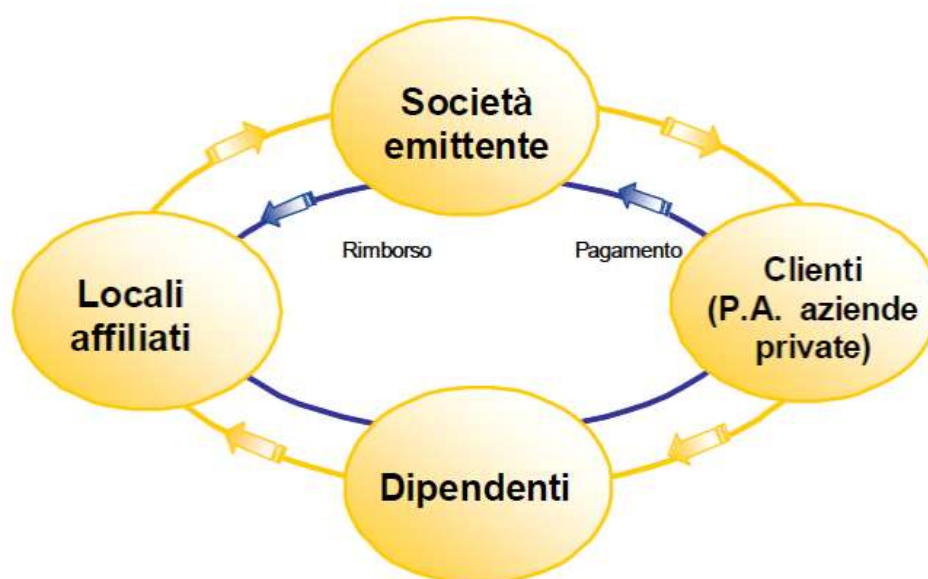 Società
emittente
Rimborso
Pagamento
Locali
affiliati
Clienti
(P.A. aziende
private)
Dipendenti